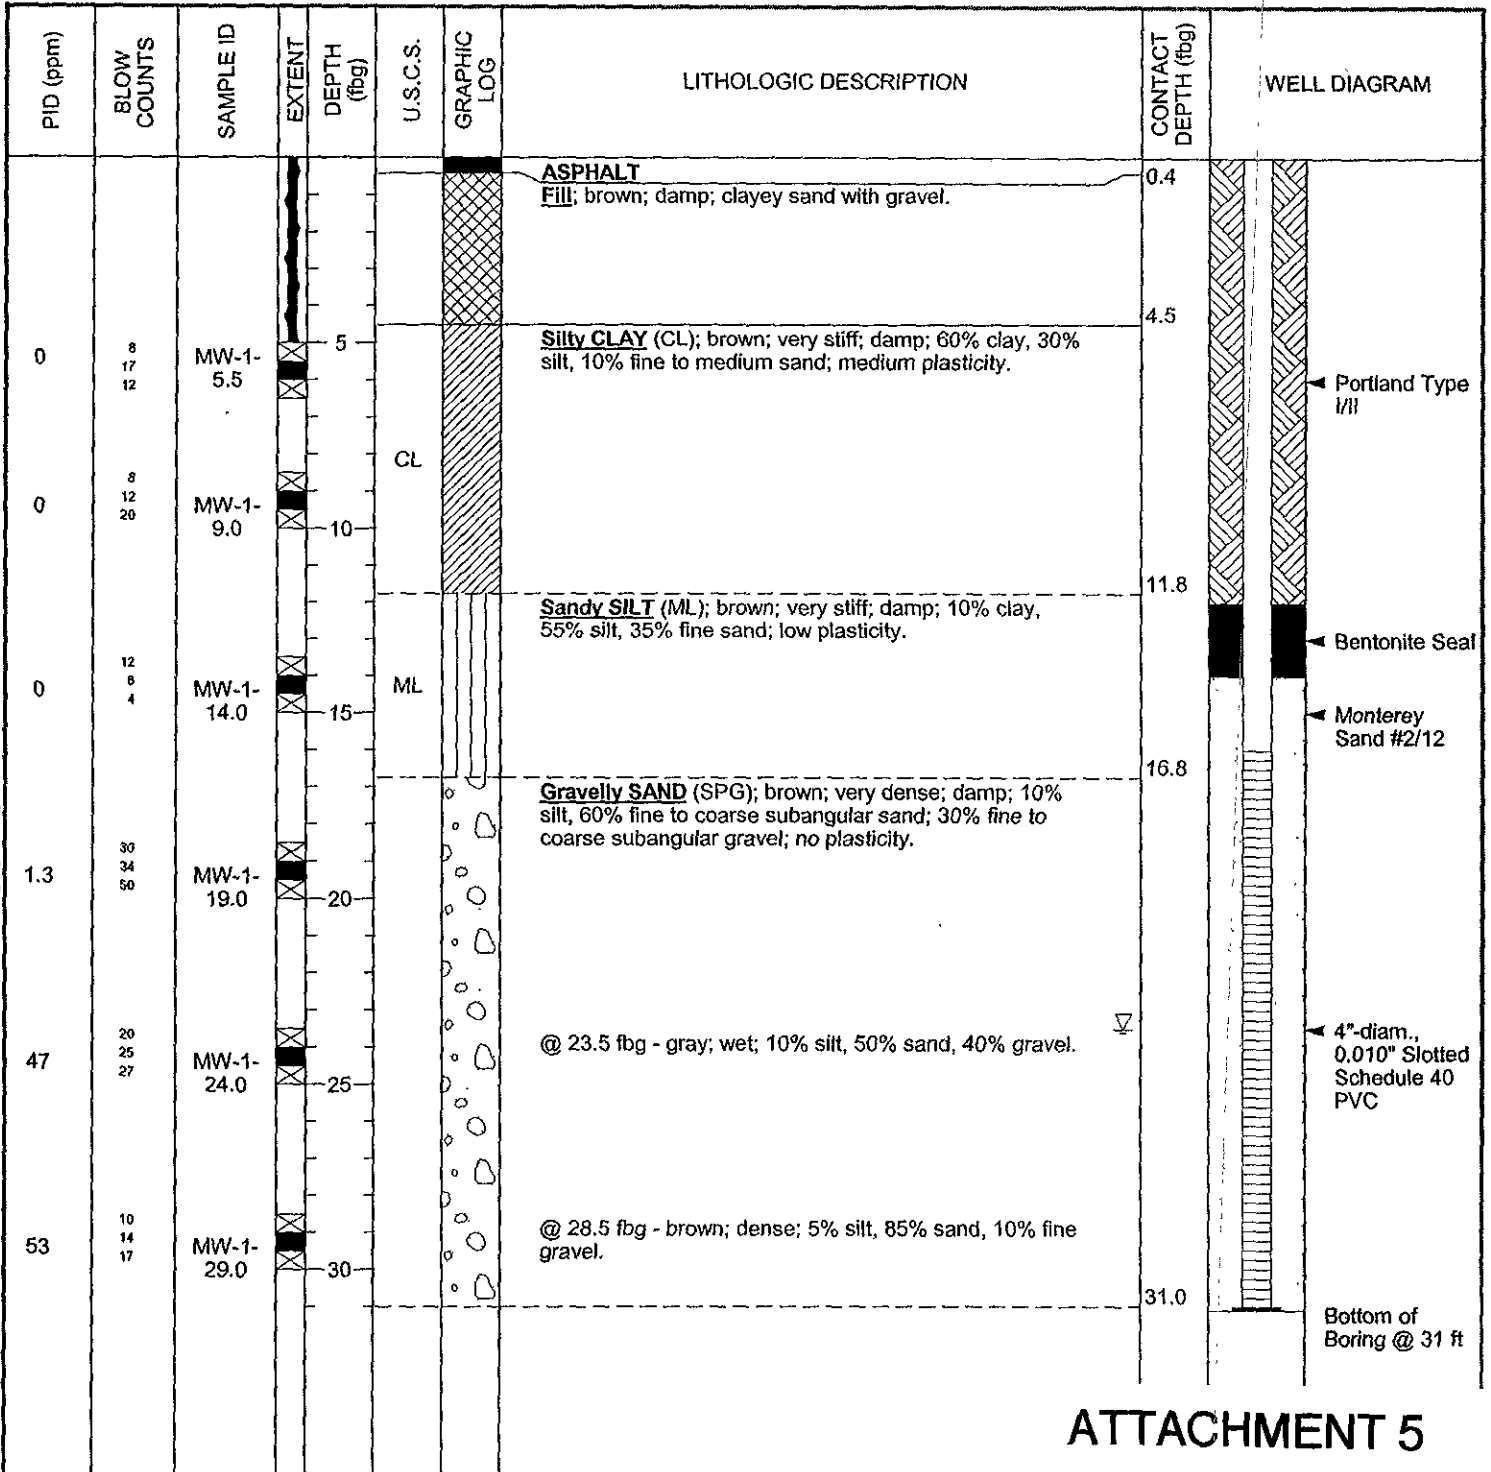 PID (ppm)
BLOW
COUNTS
SAMPLE ID
EXTENT
DEPTH
(fbg)
U.S.C.S.
GRAPHIC
LOG
LITHOLOGIC DESCRIPTION
CONTACT
DEPTH (fbg)
WELL DIAGRAM
ASPHALT
0.4
Fill; brown; damp; clayey sand with gravel.
4.5
0
8
17
12
MW-1-
5.5
5
Silty CLAY (CL); brown; very stiff; damp; 60% clay, 30%
silt, 10% fine to medium sand; medium plasticity.
Portland Type
I/II
CL
0
8
12
20
MW-1-
9.0
10
11.8
Sandy SILT (ML); brown; very stiff; damp; 10% clay,
55% silt, 35% fine sand; low plasticity.
Bentonite Seal
0
12
8
4
MW-1-
14.0
ML
15
Monterey
Sand #2/12
16.8
Gravelly SAND (SPG); brown; very dense; damp; 10%
silt, 60% fine to coarse subangular sand; 30% fine to
coarse subangular gravel; no plasticity.
1.3
30
34
50
MW-1-
19.0
20
47
20
25
27
MW-1-
24.0
25
@ 23.5 fbg - gray; wet; 10% silt, 50% sand, 40% gravel.
4"-diam.,
0.010" Slotted
Schedule 40
PVC
53
10
14
17
MW-1-
29.0
30
@ 28.5 fbg - brown; dense; 5% silt, 85% sand, 10% fine
gravel.
31.0
Bottom of
Boring @ 31 ft
ATTACHMENT 5